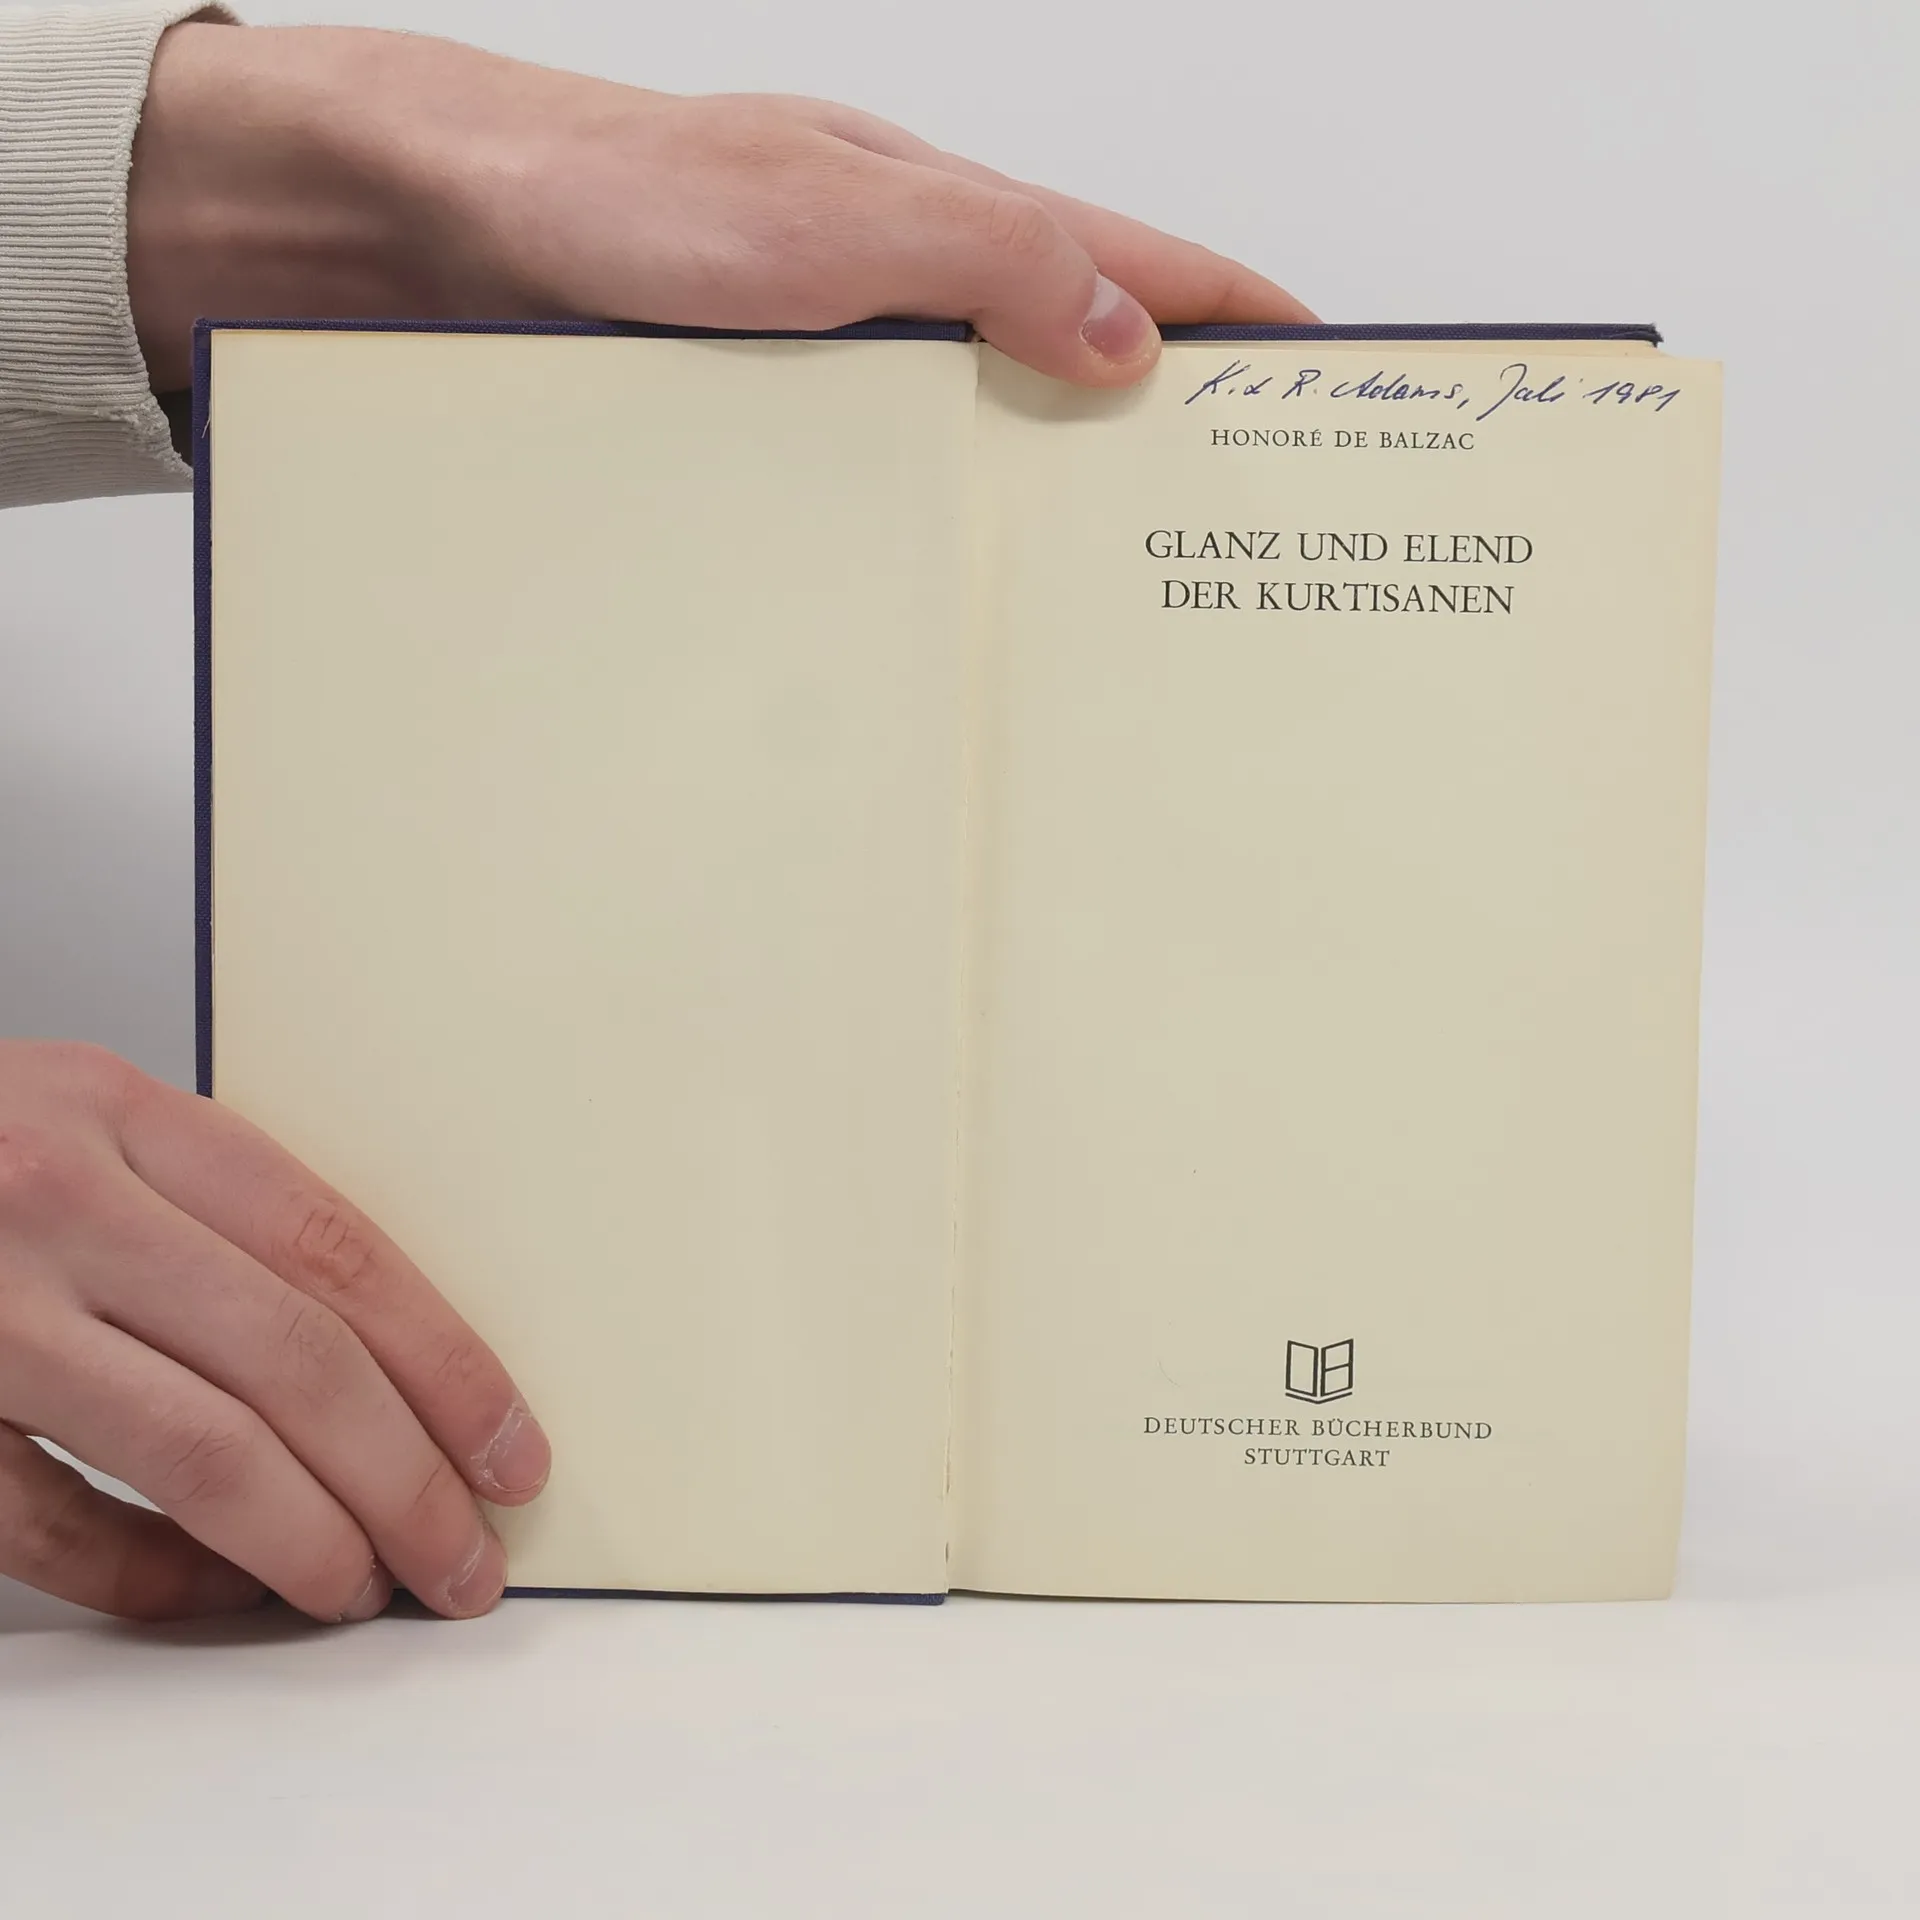 K. & R. Adams, Juli 1981
HONORÉ DE BALZAC
GLANZ UND ELEND
DER KURTISANEN
DEUTSCHER BÜCHERBUND
STUTTGART